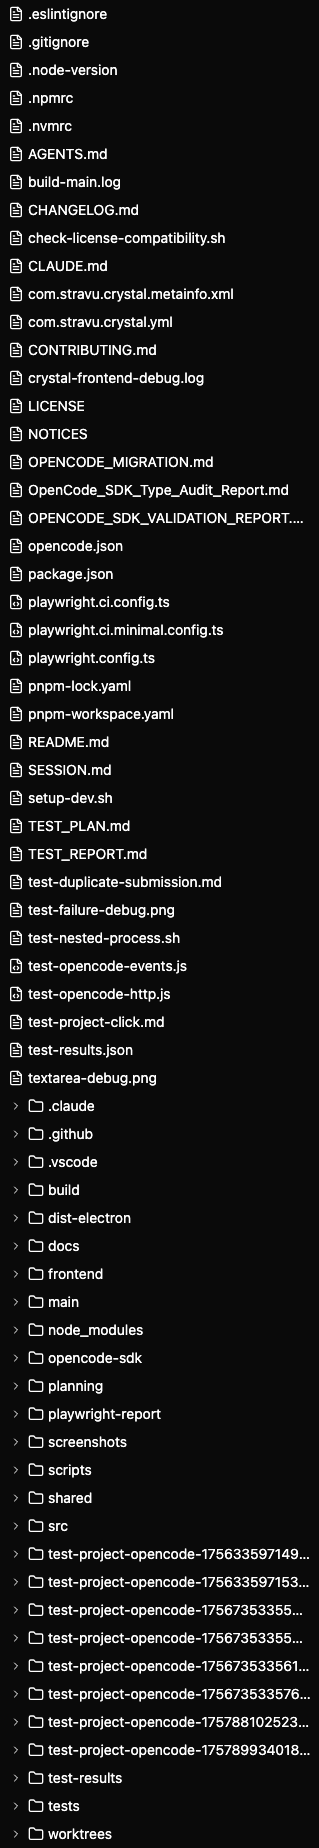 .eslintignore
.gitignore
.node-version
.npmrc
.nvmrc
AGENTS.md
build-main.log
CHANGELOG.md
check-license-compatibility.sh
CLAUDE.md
com.stravu.crystal.metainfo.xml
com.stravu.crystal.yml
CONTRIBUTING.md
crystal-frontend-debug.log
LICENSE
NOTICES
OPENCODE_MIGRATION.md
OpenCode_SDK_Type_Audit_Report.md
OPENCODE_SDK_VALIDATION_REPORT....
opencode.json
package.json
playwright.ci.config.ts
playwright.ci.minimal.config.ts
playwright.config.ts
pnpm-lock.yaml
pnpm-workspace.yaml
README.md
SESSION.md
setup-dev.sh
TEST_PLAN.md
TEST_REPORT.md
test-duplicate-submission.md
test-failure-debug.png
test-nested-process.sh
test-opencode-events.js
test-opencode-http.js
test-project-click.md
test-results.json
textarea-debug.png
.claude
.github
.vscode
build
dist-electron
docs
frontend
main
node_modules
opencode-sdk
planning
playwright-report
screenshots
scripts
shared
src
test-project-opencode-175633597149...
test-project-opencode-175633597153...
test-project-opencode-17567353355...
test-project-opencode-17567353355...
test-project-opencode-175673533561...
test-project-opencode-175673533576...
test-project-opencode-175788102523...
test-project-opencode-175789934018...
test-results
tests
worktrees